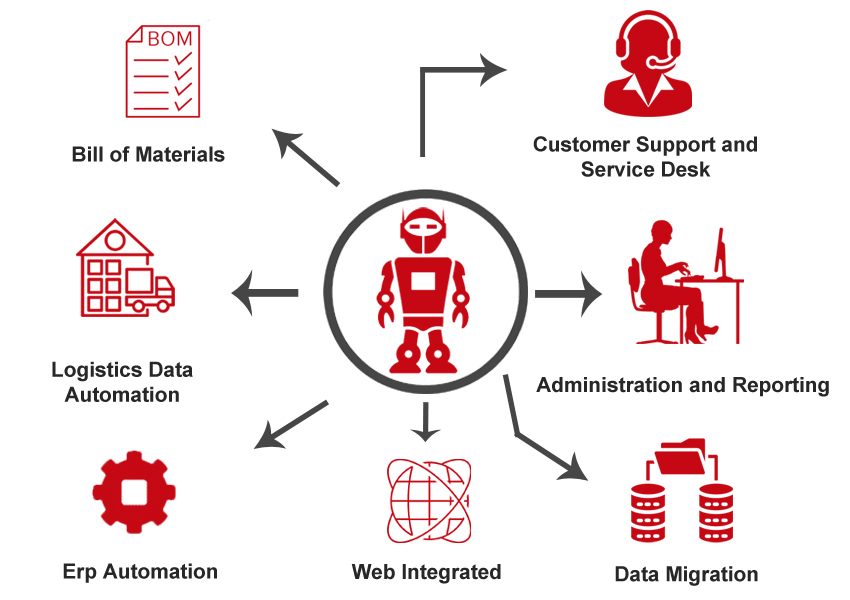 BOM
Bill of Materials
Customer Support and
Service Desk
Logistics Data
Automation
Administration and Reporting
Erp Automation
Web Integrated
Data Migration